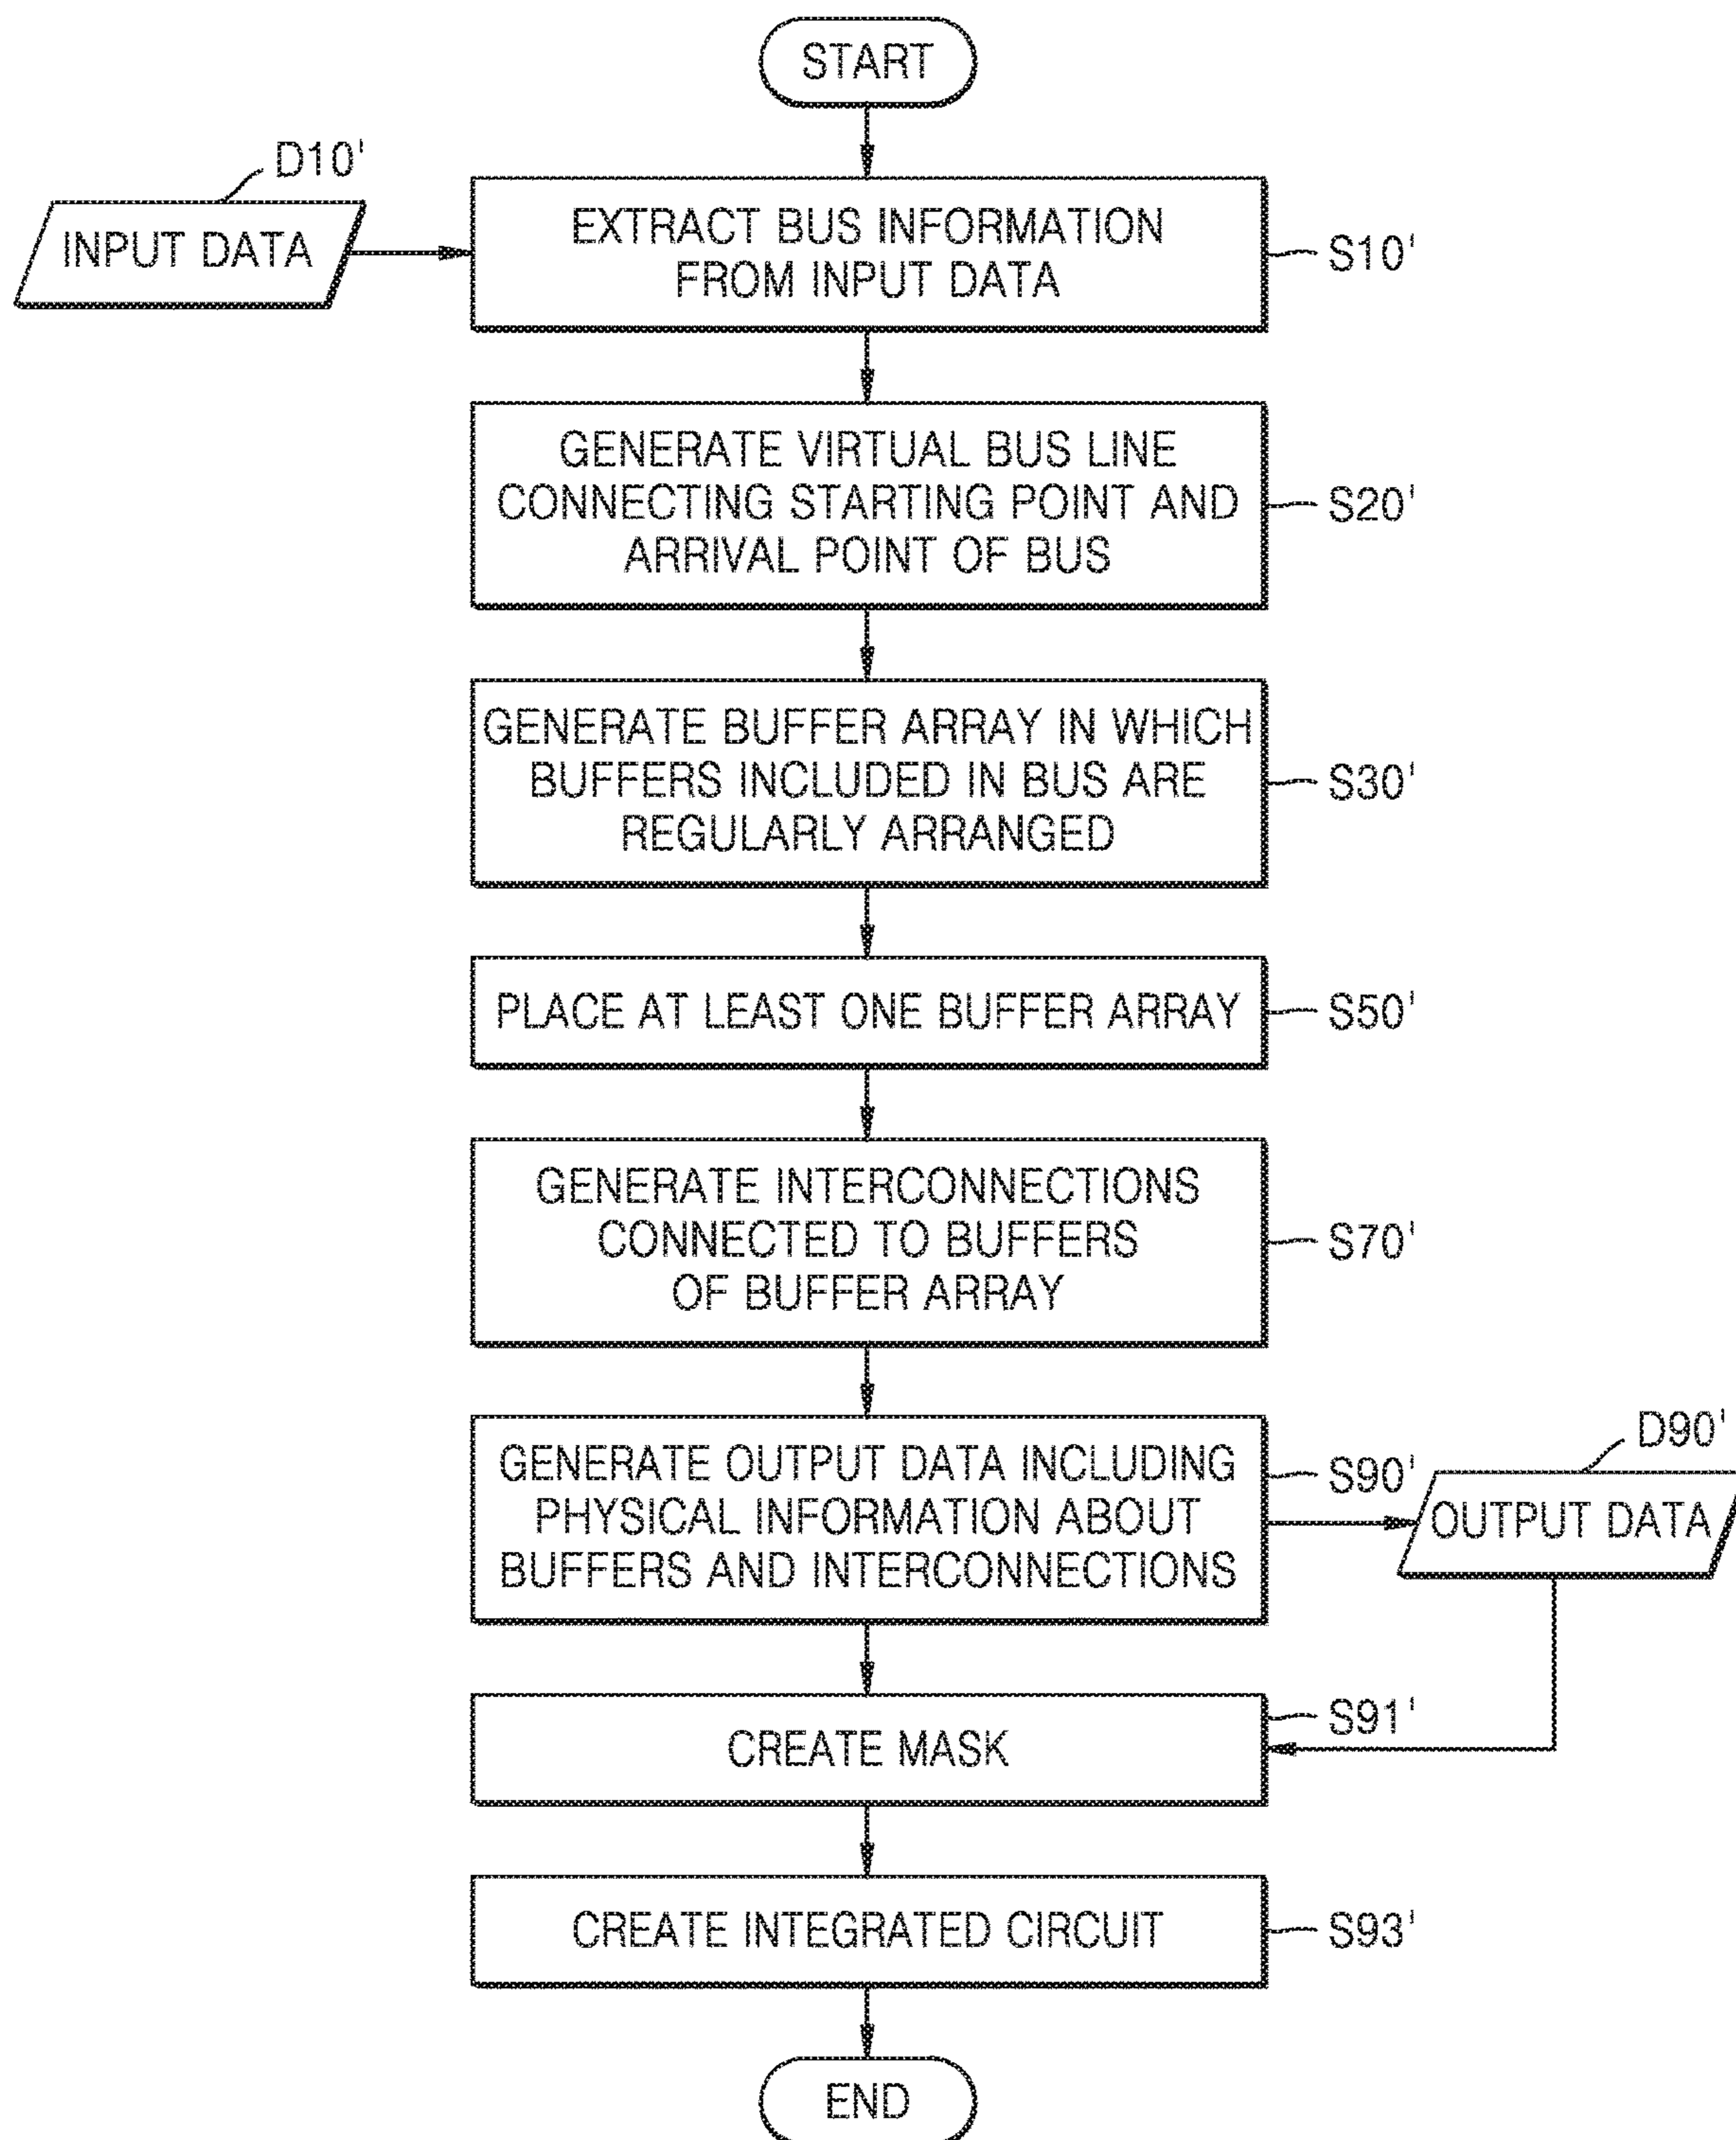 START
D10'
INPUT DATA
EXTRACT BUS INFORMATION
FROM INPUT DATA
S10'
GENERATE VIRTUAL BUS LINE
CONNECTING STARTING POINT AND
ARRIVAL POINT OF BUS
S20'
GENERATE BUFFER ARRAY IN WHICH
BUFFERS INCLUDED IN BUS ARE
REGULARLY ARRANGED
S30'
PLACE AT LEAST ONE BUFFER ARRAY
S50'
GENERATE INTERCONNECTIONS
CONNECTED TO BUFFERS
OF BUFFER ARRAY
S70'
GENERATE OUTPUT DATA INCLUDING
PHYSICAL INFORMATION ABOUT
BUFFERS AND INTERCONNECTIONS
S90'
D90'
OUTPUT DATA
CREATE MASK
S91'
CREATE INTEGRATED CIRCUIT
S93'
END